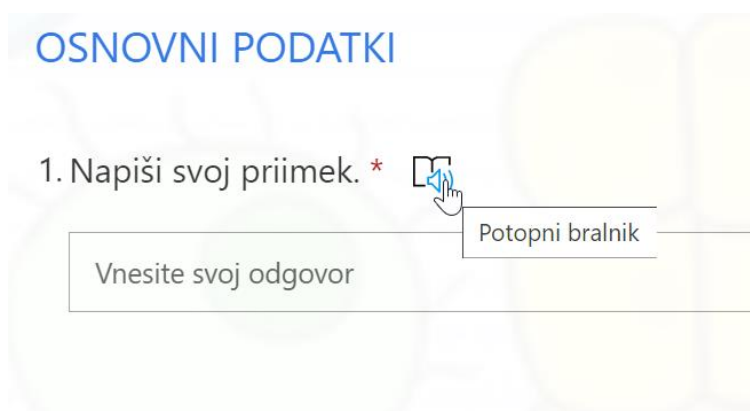 OSNOVNI PODATKI
1. Napiši svoj priimek. *
Potopni bralnik
Vnesite svoj odgovor